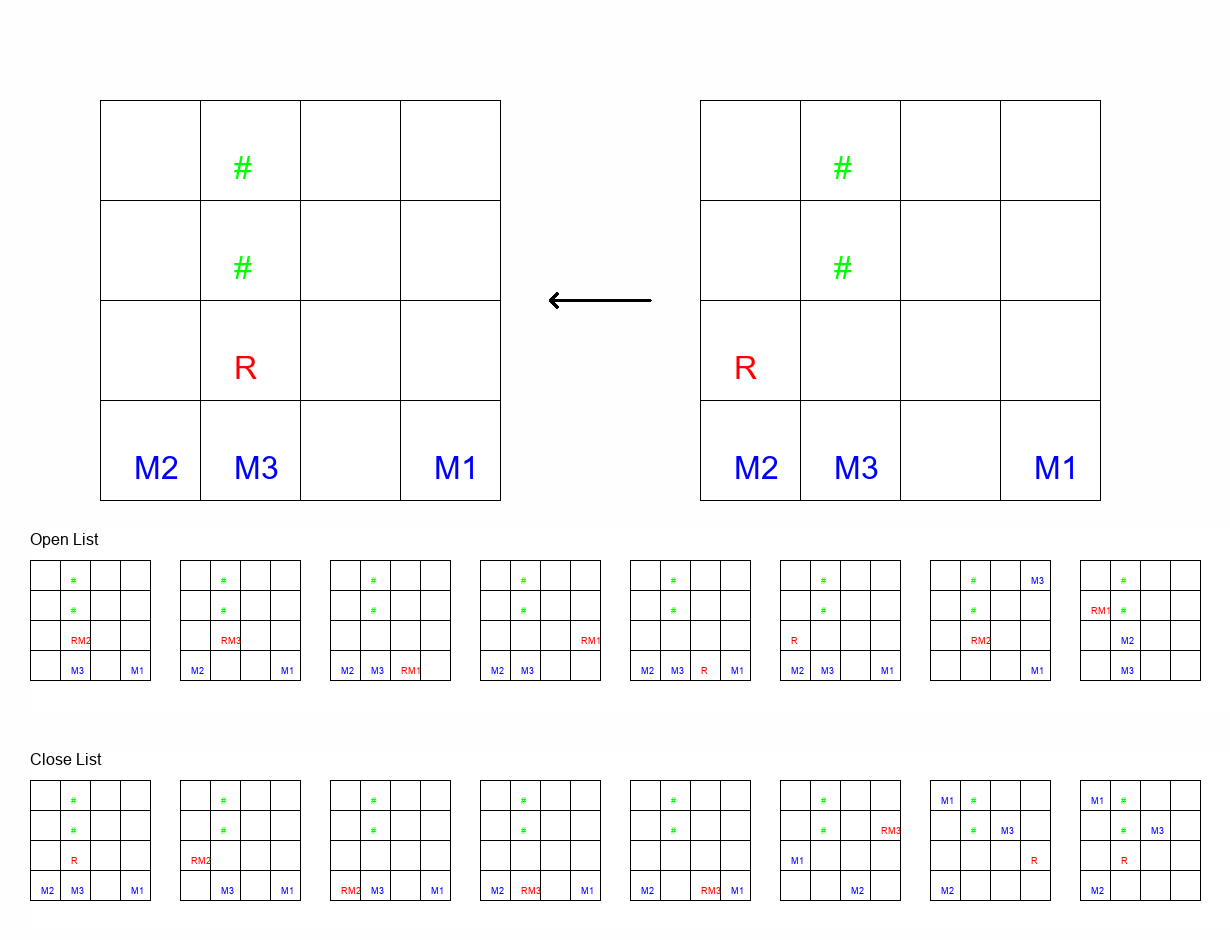 # #
# #
R R
M2 M3 M1 M2 M3 M1
Open List
# # # # # # # M3 #
# # # # # # # RM1 #
RM2 RM3 RM1 R RM2 M2
M3 M1 M2 M1 M2 M3 RM1 M2 M3 M2 M3 R M1 M2 M3 M1 M1 M3
Close List
# # # # # # M1 # M1 #
# # # # # # RM3 # M3 # M3
R RM2 M1 R R
M2 M3 M1 M3 M1 RM2 M3 M1 M2 RM3 M1 M2 RM3 M1 M2 M2 M2